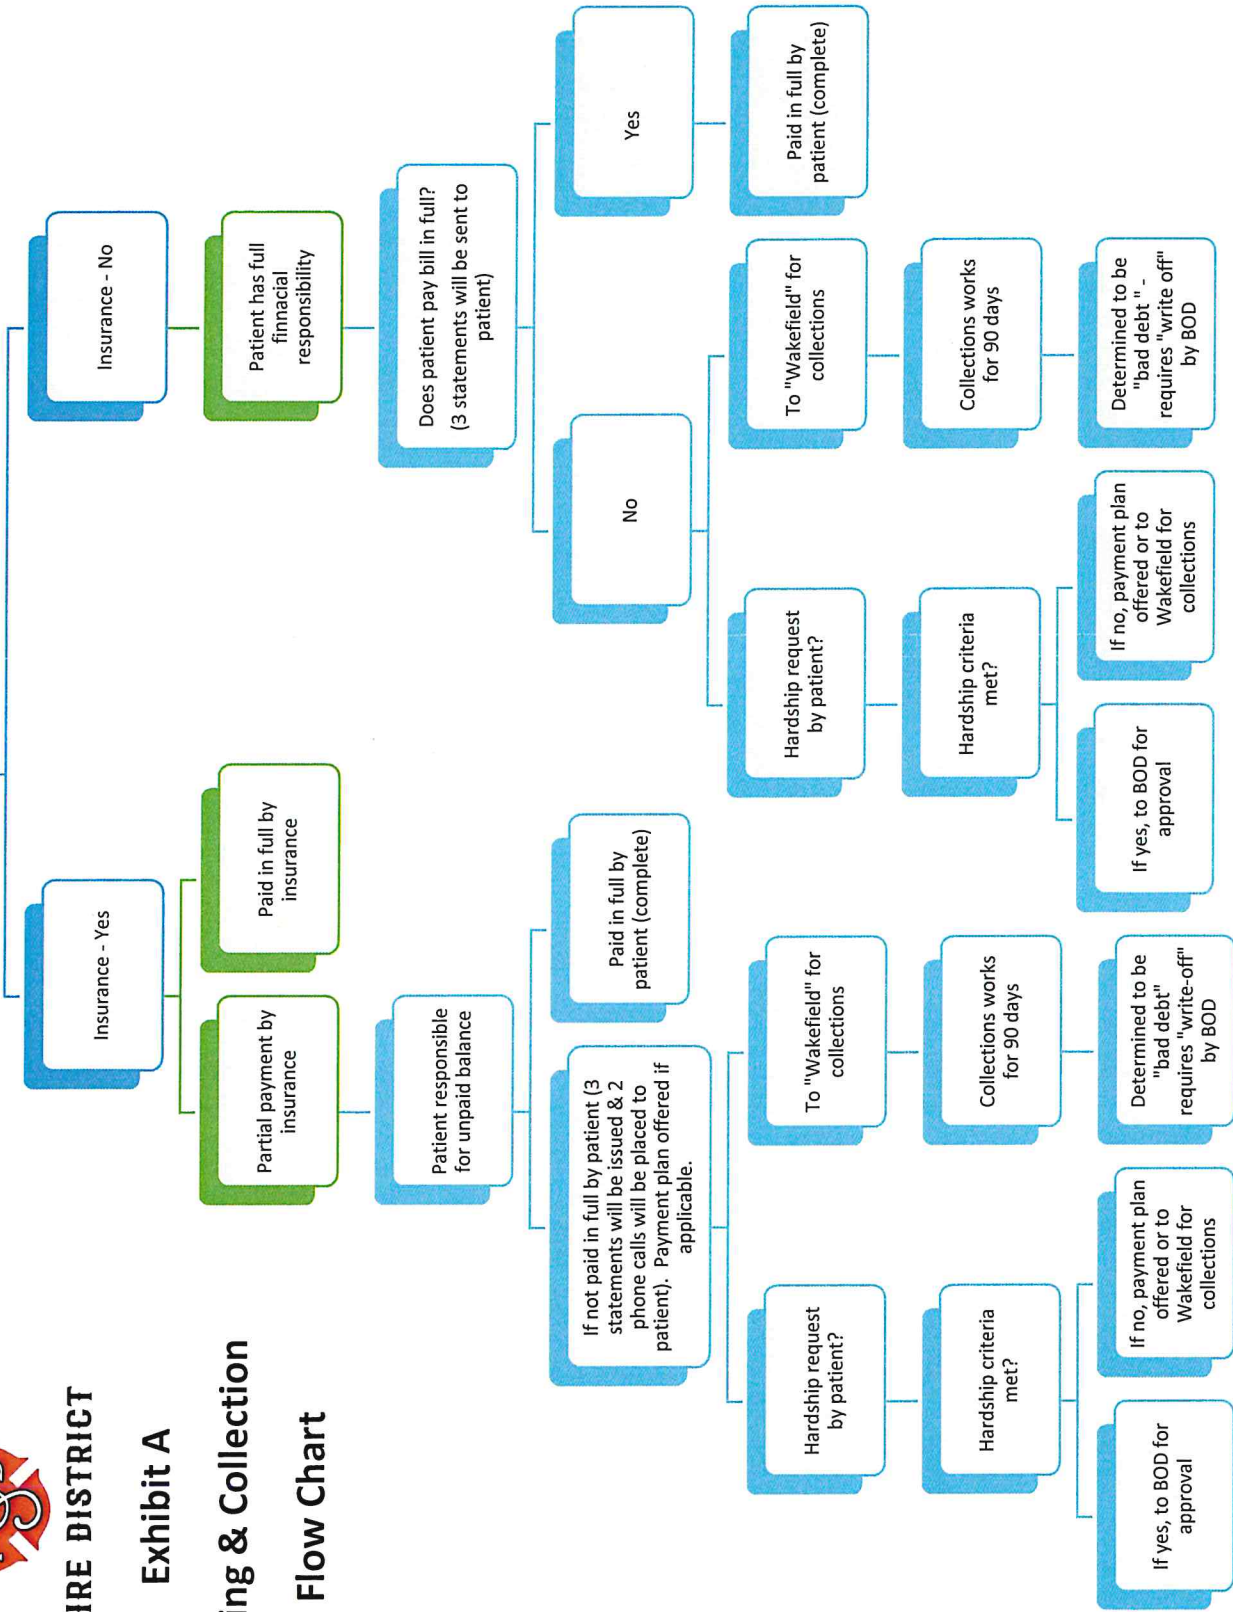 IRE DISTRICT
Exhibit A
ing & Collection
Flow Chart
Insurance - Yes
Insurance - No
Partial payment by
insurance
Paid in full by
insurance
Patient has full
finnacial
responsibility
Patient responsible
for unpaid balance
Does patient pay bill in full?
(3 statements will be sent to
patient)
If not paid in full by patient (3
statements will be issued & 2
phone calls will be placed to
patient). Payment plan offered if
applicable.
Paid in full by
patient (complete)
No
Yes
Hardship request
by patient?
To "Wakefield" for
collections
Hardship request
by patient?
To "Wakefield" for
collections
Paid in full by
patient (complete)
Hardship criteria
met?
Collections works
for 90 days
Hardship criteria
met?
Collections works
for 90 days
If yes, to BOD for
approval
If no, payment plan
offered or to
Wakefield for
collections
Determined to be
"bad debt"
requires "write-off"
by BOD
If yes, to BOD for
approval
If no, payment plan
offered or to
Wakefield for
collections
Determined to be
"bad debt " -
requires "write off"
by BOD